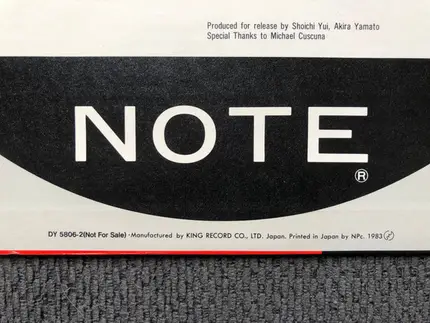 Produced for release by Shoichi Yui, Akira Yamato
Special Thanks to Michael Cuscuna
NOTE
®
DY 5806-2(Not For Sale) ·Manufactured by KING RECORD CO., LTD. Japan. Printed in Japan by NPc. 1983